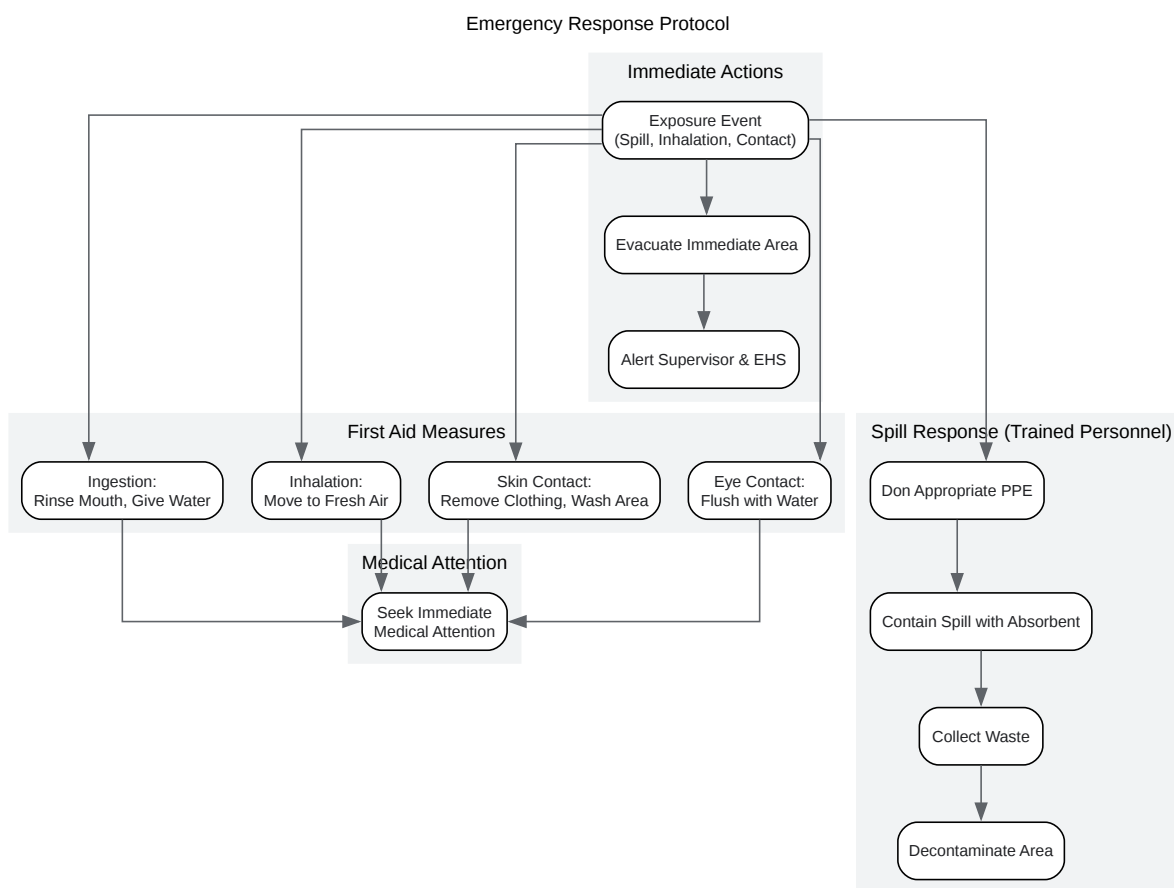 Emergency Response Protocol
Immediate Actions
Exposure Event
(Spill, Inhalation, Contact)
Evacuate Immediate Area
Alert Supervisor & EHS
First Aid Measures
Ingestion:
Rinse Mouth, Give Water
Inhalation:
Move to Fresh Air
Skin Contact:
Remove Clothing, Wash Area
Eye Contact:
Flush with Water
Medical Attention
Seek Immediate
Medical Attention
Spill Response (Trained Personnel)
Don Appropriate PPE
Contain Spill with Absorbent
Collect Waste
Decontaminate Area